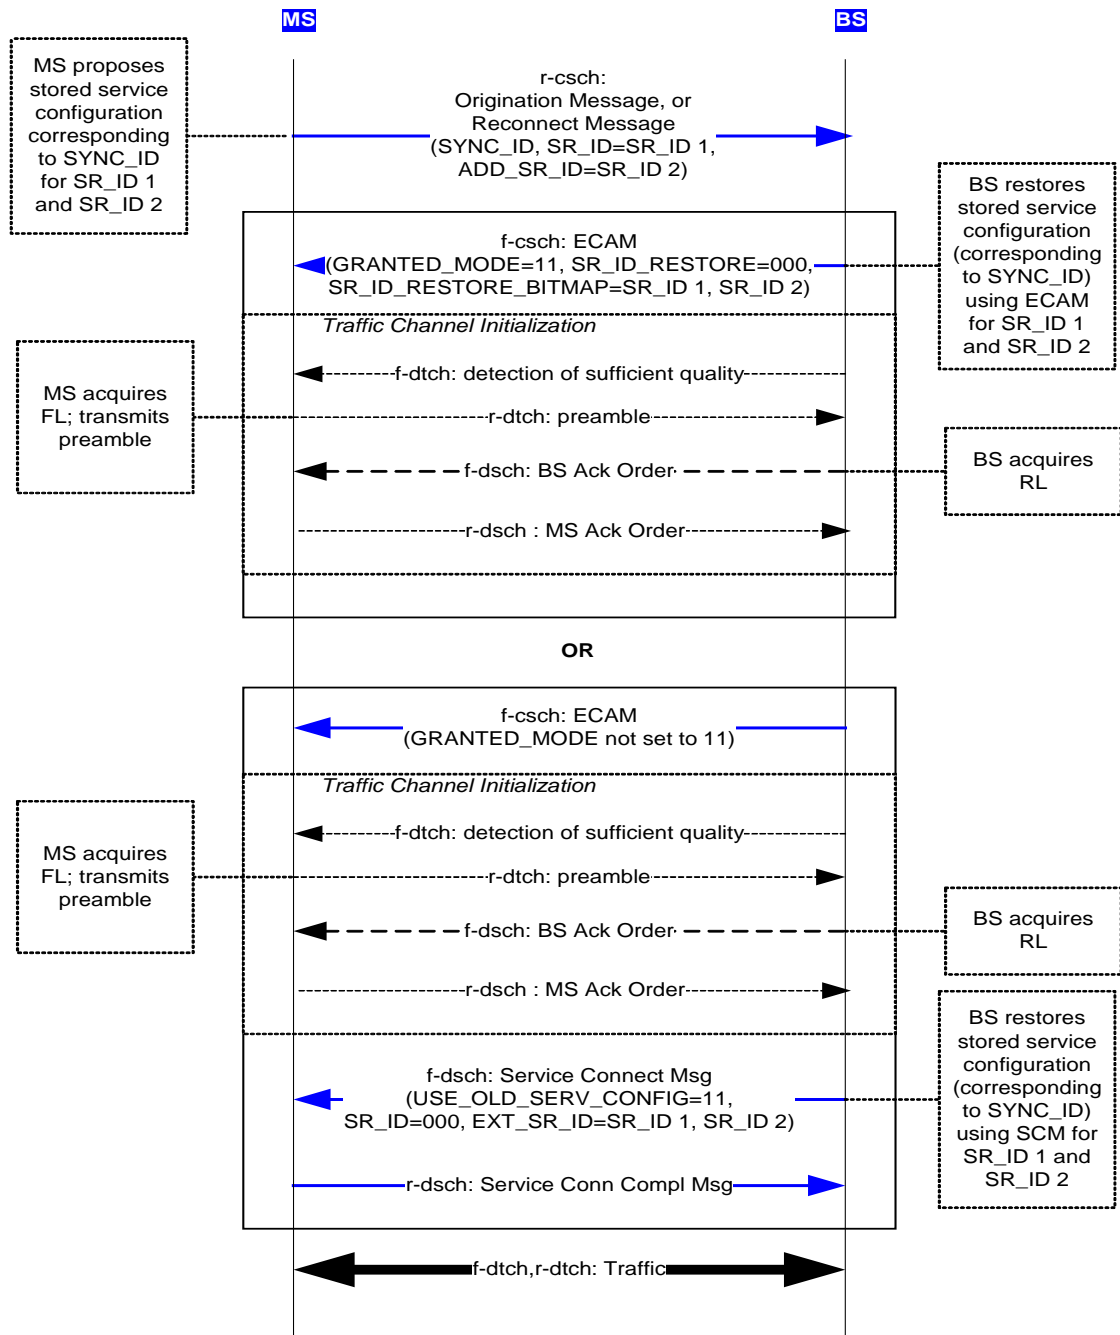 MS
BS
MS proposes
stored service
configuration
corresponding
to SYNC_ID
for SR_ID 1
and SR_ID 2
r-csch:
Origination Message, or
Reconnect Message
(SYNC_ID, SR_ID=SR_ID 1,
ADD_SR_ID=SR_ID 2)
BS restores
stored service
configuration
(corresponding
to SYNC_ID)
using ECAM
for SR_ID 1
and SR_ID 2
f-csch: ECAM
(GRANTED_MODE=11, SR_ID_RESTORE=000,
SR_ID_RESTORE_BITMAP=SR_ID 1, SR_ID 2)
Traffic Channel Initialization
f-dtch: detection of sufficient quality
MS acquires
FL; transmits
preamble
r-dtch: preamble
f-dsch: BS Ack Order
BS acquires
RL
r-dsch : MS Ack Order
OR
f-csch: ECAM
(GRANTED_MODE not set to 11)
Traffic Channel Initialization
f-dtch: detection of sufficient quality
MS acquires
FL; transmits
preamble
r-dtch: preamble
f-dsch: BS Ack Order
BS acquires
RL
r-dsch : MS Ack Order
BS restores
stored service
configuration
(corresponding
to SYNC_ID)
using SCM for
SR_ID 1 and
SR_ID 2
f-dsch: Service Connect Msg
(USE_OLD_SERV_CONFIG=11,
SR_ID=000, EXT_SR_ID=SR_ID 1, SR_ID 2)
r-dsch: Service Conn Compl Msg
f-dtch,r-dtch: Traffic